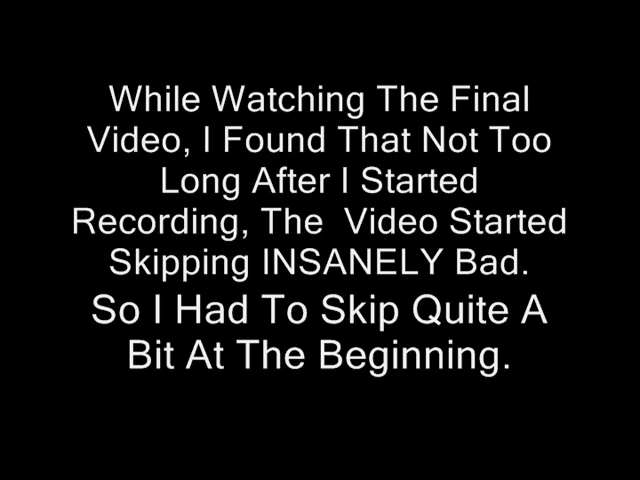 While Watching The Final
Video, I Found That Not Too
Long After I Started
Recording, The  Video Started
Skipping INSANELY Bad.
So I Had To Skip Quite A
Bit At The Beginning.